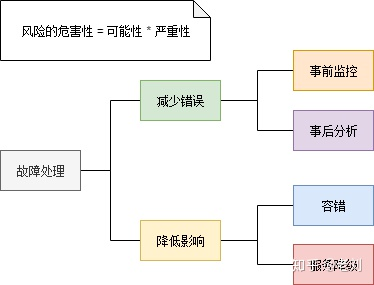 风险的危害性 = 可能性 * 严重性
事前监控
减少错误
事后分析
故障处理
容错
降低影响
服务降级